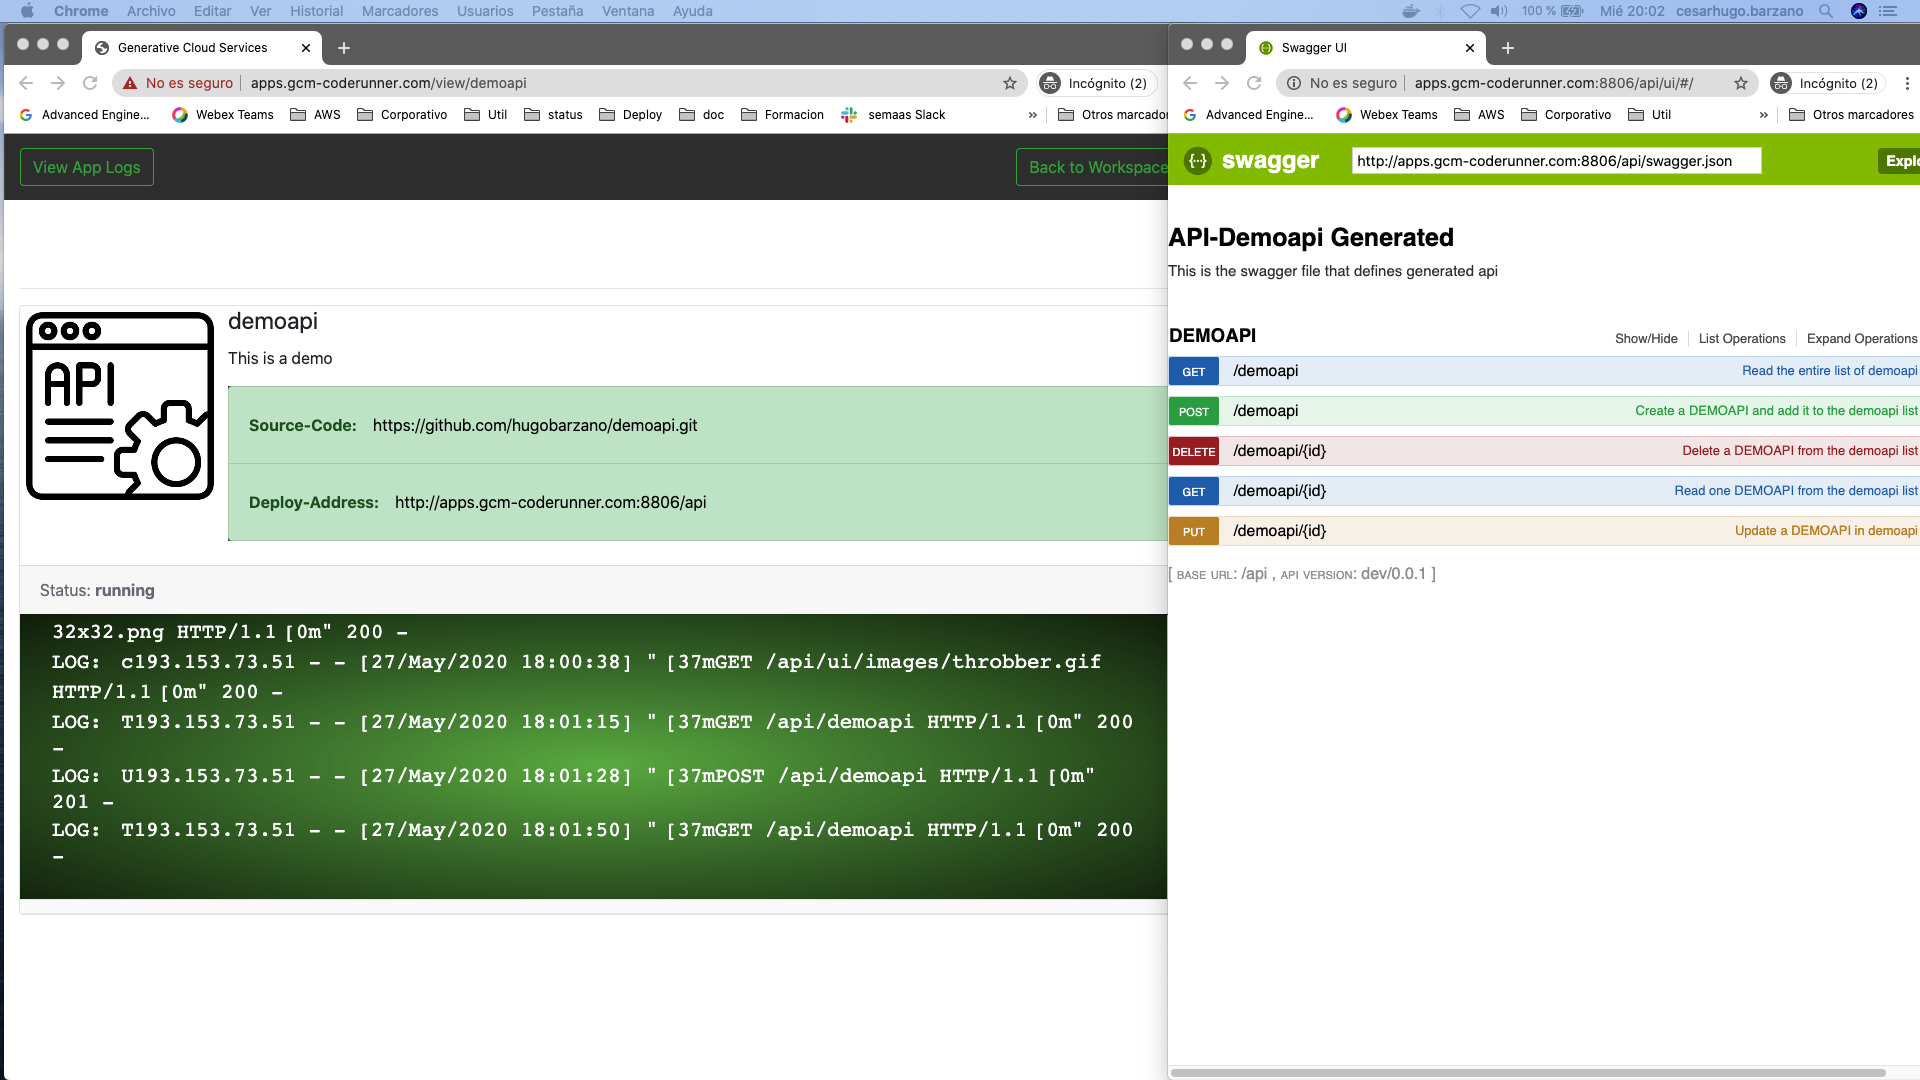 Chrome Archivo Editar Ver Historial Marcadores Usuarios Pestaña Ventana Ayuda 100 % Mié 20:02 cesarhugo.barzano
Generative Cloud Services
No es seguro apps.gcm-coderunner.com/view/demoapi Incógnito (2)
Advanced Engine... Webex Teams AWS Corporativo Util status Deploy doc Formacion semaas Slack » Otros marcador
View App Logs Back to Workspace
demoapi
This is a demo
API
Source-Code: https://github.com/hugobarzano/demoapi.git
Deploy-Address: http://apps.gcm-coderunner.com:8806/api
Status: running
32x32.png HTTP/1.1 [0m" 200 -
LOG: c193.153.73.51 - - [27/May/2020 18:00:38] " [37mGET /api/ui/images/throbber.gif
HTTP/1.1 [0m" 200 -
LOG: T193.153.73.51 - - [27/May/2020 18:01:15] " [37mGET /api/demoapi HTTP/1.1 [0m" 200
-
LOG: U193.153.73.51 - - [27/May/2020 18:01:28] " [37mPOST /api/demoapi HTTP/1.1 [0m"
201 -
LOG: T193.153.73.51 - - [27/May/2020 18:01:50] " [37mGET /api/demoapi HTTP/1.1 [0m" 200
-
Swagger UI
No es seguro apps.gcm-coderunner.com:8806/api/ui/#/ Incógnito (2)
Advanced Engine... Webex Teams AWS Corporativo Util » Otros marcadores
{··} swagger http://apps.gcm-coderunner.com:8806/api/swagger.json Explo
API-Demoapi Generated
This is the swagger file that defines generated api
DEMOAPI Show/Hide List Operations Expand Operations
GET /demoapi Read the entire list of demoapi
POST /demoapi Create a DEMOAPI and add it to the demoapi list
DELETE /demoapi/{id} Delete a DEMOAPI from the demoapi list
GET /demoapi/{id} Read one DEMOAPI from the demoapi list
PUT /demoapi/{id} Update a DEMOAPI in demoapi
[ BASE URL: /api , API VERSION: dev/0.0.1 ]